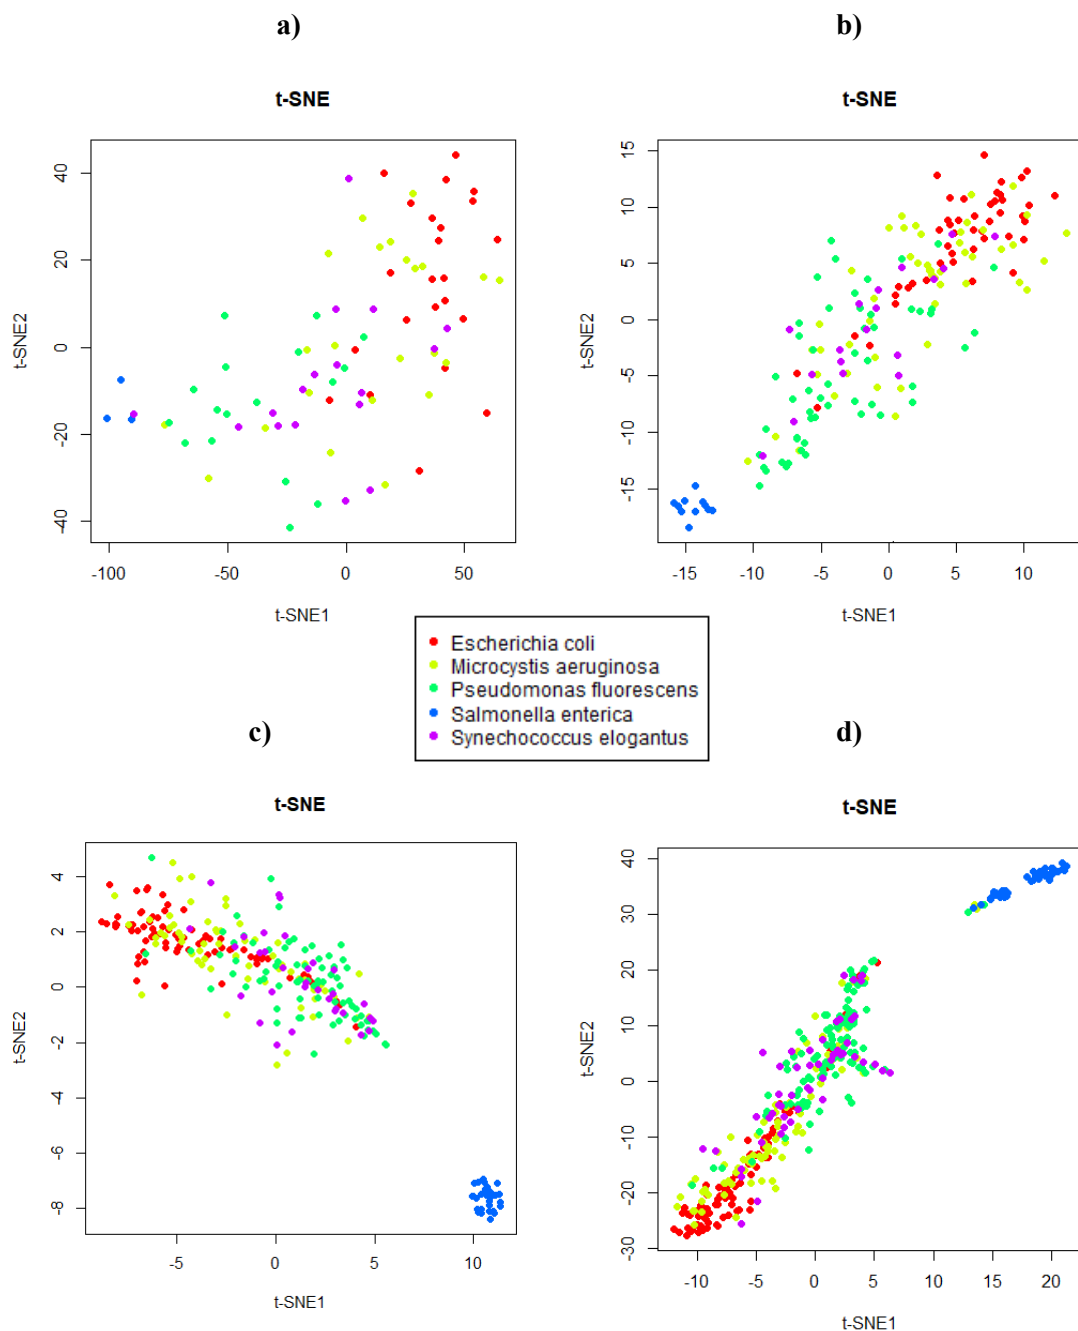 a)
b)
t-SNE
t-SNE
40
20
0
-20
-40
t-SNE2
-100
-50
0
50
t-SNE1
15
10
5
0
-5
-10
-15
t-SNE2
-15
-10
-5
0
5
10
t-SNE1
Escherichia coli
Microcystis aeruginosa
Pseudomonas fluorescens
Salmonella enterica
Synechococcus elogantus
c)
d)
t-SNE
t-SNE
4
2
0
-2
-4
-6
-8
t-SNE2
-5
0
5
10
t-SNE1
40
30
20
10
0
-10
-20
-30
t-SNE2
-10
-5
0
5
10
15
20
t-SNE1